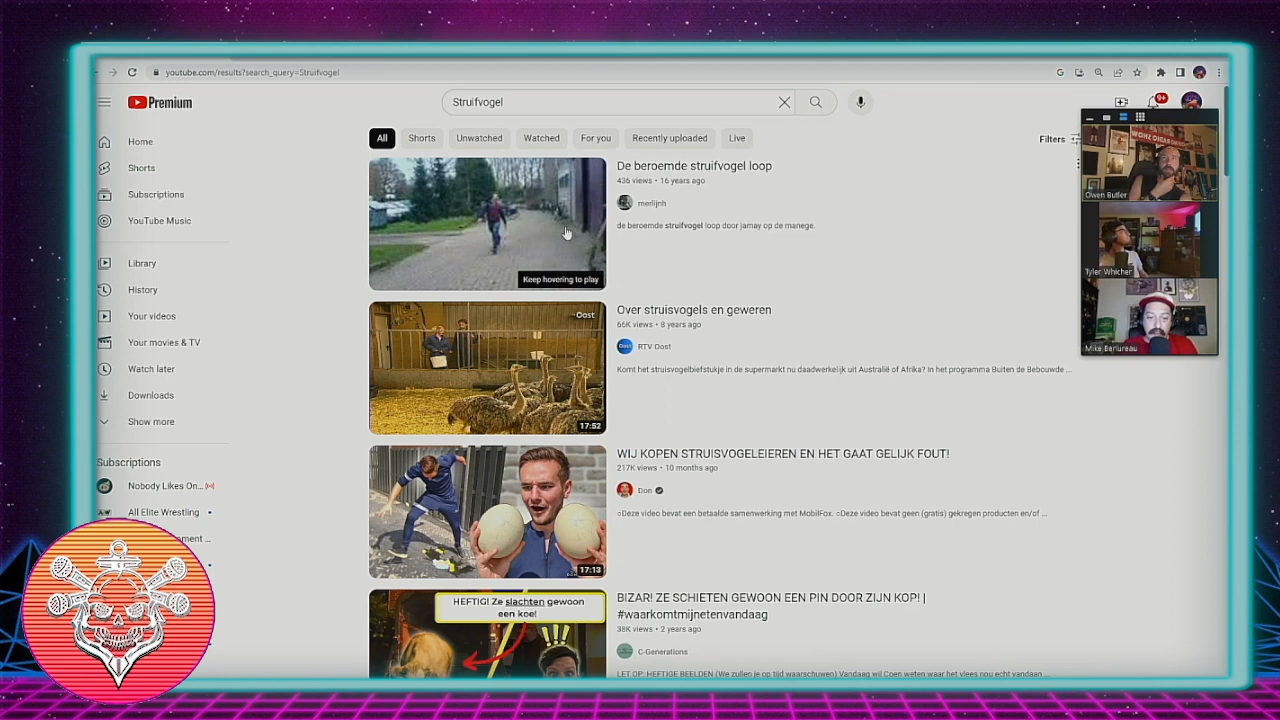 youtube.com/results?search_query=Struifvogel
Premium
Struifvogel
9+
All
Shorts
Unwatched
Watched
For you
Recently uploaded
Live
Filters
Home
Shorts
Subscriptions
YouTube Music
Library
History
Your videos
Your movies & TV
Watch later
Downloads
Show more
Subscriptions
Nobody Likes On...
All Elite Wrestling
Keep hovering to play
De beroemde struifvogel loop
436 views • 16 years ago
merlijnh
de beroemde struifvogel loop door jamay op de manege.
Oost
17:52
Over struisvogels en geweren
66K views • 8 years ago
RTV Oost
Komt het struisvogelbiefstukje in de supermarkt nu daadwerkelijk uit Australië of Afrika? In het programma Buiten de Bebouwde ...
17:13
WIJ KOPEN STRUISVOGELEIEREN EN HET GAAT GELIJK FOUT!
217K views • 10 months ago
Don
○Deze video bevat een betaalde samenwerking met MobilFox. ○Deze video bevat geen (gratis) gekregen producten en/of ...
HEFTIG! Ze slachten gewoon
een koe!
BIZAR! ZE SCHIETEN GEWOON EEN PIN DOOR ZIJN KOP! |
#waarkomtmijnetenvandaag
38K views • 2 years ago
C-Generations
LET OP: HEFTIGE BEELDEN (We zullen je op tijd waarschuwen) Vandaag wil Coen weten waar het vlees nou echt vandaan ...
Owen Butler
Tyler Whicher
Mike Berlureau